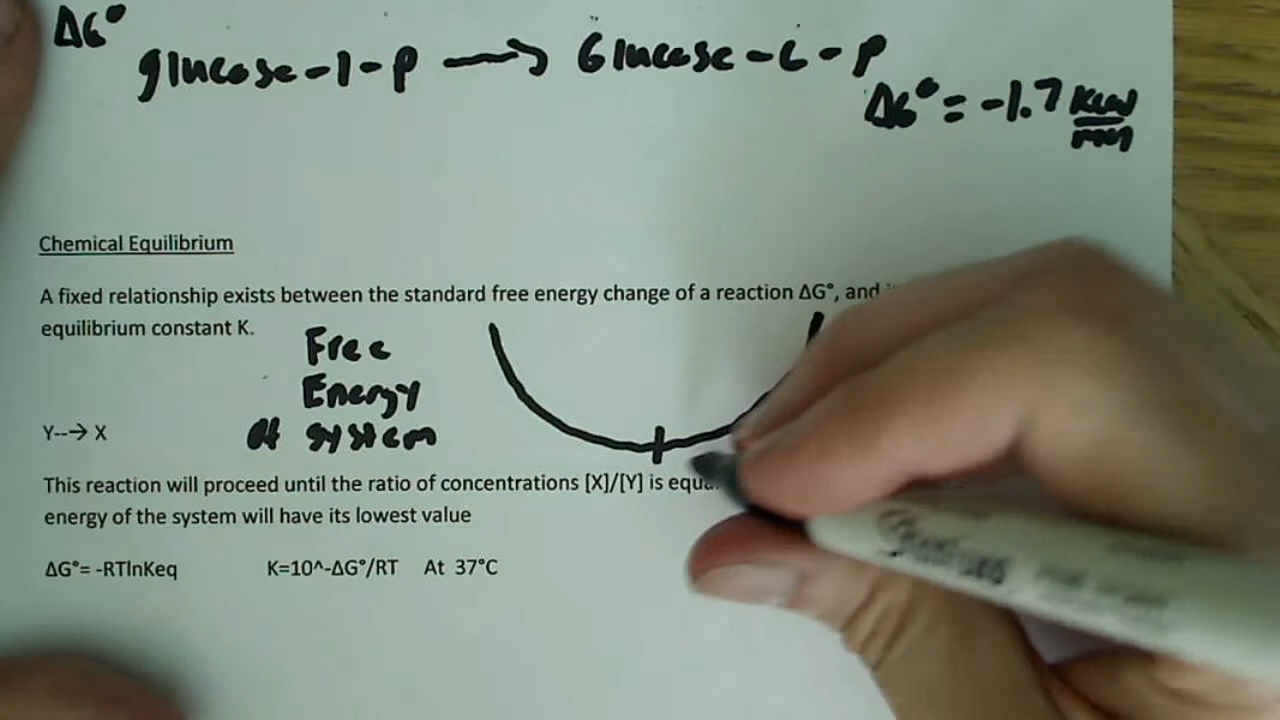 ΔG°
glucose-1-P → Glucose-6-P
ΔG° = -1.7 Kcal
mol
Chemical Equilibrium
A fixed relationship exists between the standard free energy change of a reaction ΔG°, and
equilibrium constant K.
Free
Energy
of system
Y--→ X
This reaction will proceed until the ratio of concentrations [X]/[Y] is
energy of the system will have its lowest value
ΔG°= -RTlnKeq K=10^-ΔG°/RT At 37°C